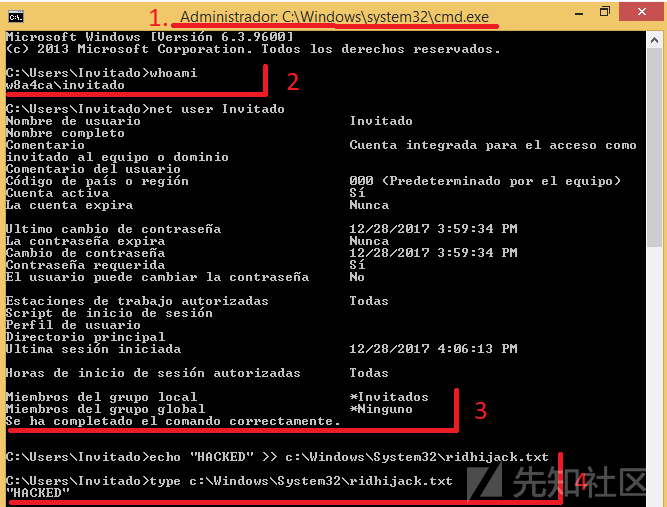 1. Administrador: C:\Windows\system32\cmd.exe
Microsoft Windows [Versión 6.3.9600]
(c) 2013 Microsoft Corporation. Todos los derechos reservados.
C:\Users\Invitado>whoami
w8a4ca\invitado
2
C:\Users\Invitado>net user Invitado
Nombre de usuario Invitado
Nombre completo
Comentario Cuenta integrada para el acceso como
invitado al equipo o dominio
Comentario del usuario
Código de país o región 000 (Predeterminado por el equipo)
Cuenta activa Sí
La cuenta expira Nunca
Ultimo cambio de contraseña 12/28/2017 3:59:34 PM
La contraseña expira Nunca
Cambio de contraseña 12/28/2017 3:59:34 PM
Contraseña requerida Sí
El usuario puede cambiar la contraseña No
Estaciones de trabajo autorizadas Todas
Script de inicio de sesión
Perfil de usuario
Directorio principal
Ultima sesión iniciada 12/28/2017 4:06:13 PM
Horas de inicio de sesión autorizadas Todas
Miembros del grupo local *Invitados
Miembros del grupo global *Ninguno
3
Se ha completado el comando correctamente.
C:\Users\Invitado>echo "HACKED" >> c:\Windows\System32\ridhijack.txt
C:\Users\Invitado>type c:\Windows\System32\ridhijack.txt
4
"HACKED"
先知社区